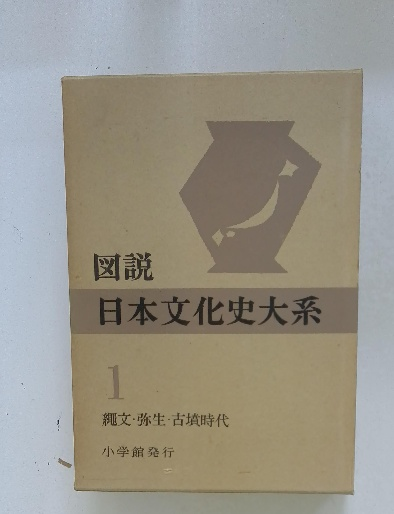 図説
日本文化史大系
1
縄文·弥生·古墳時代
小学館発行